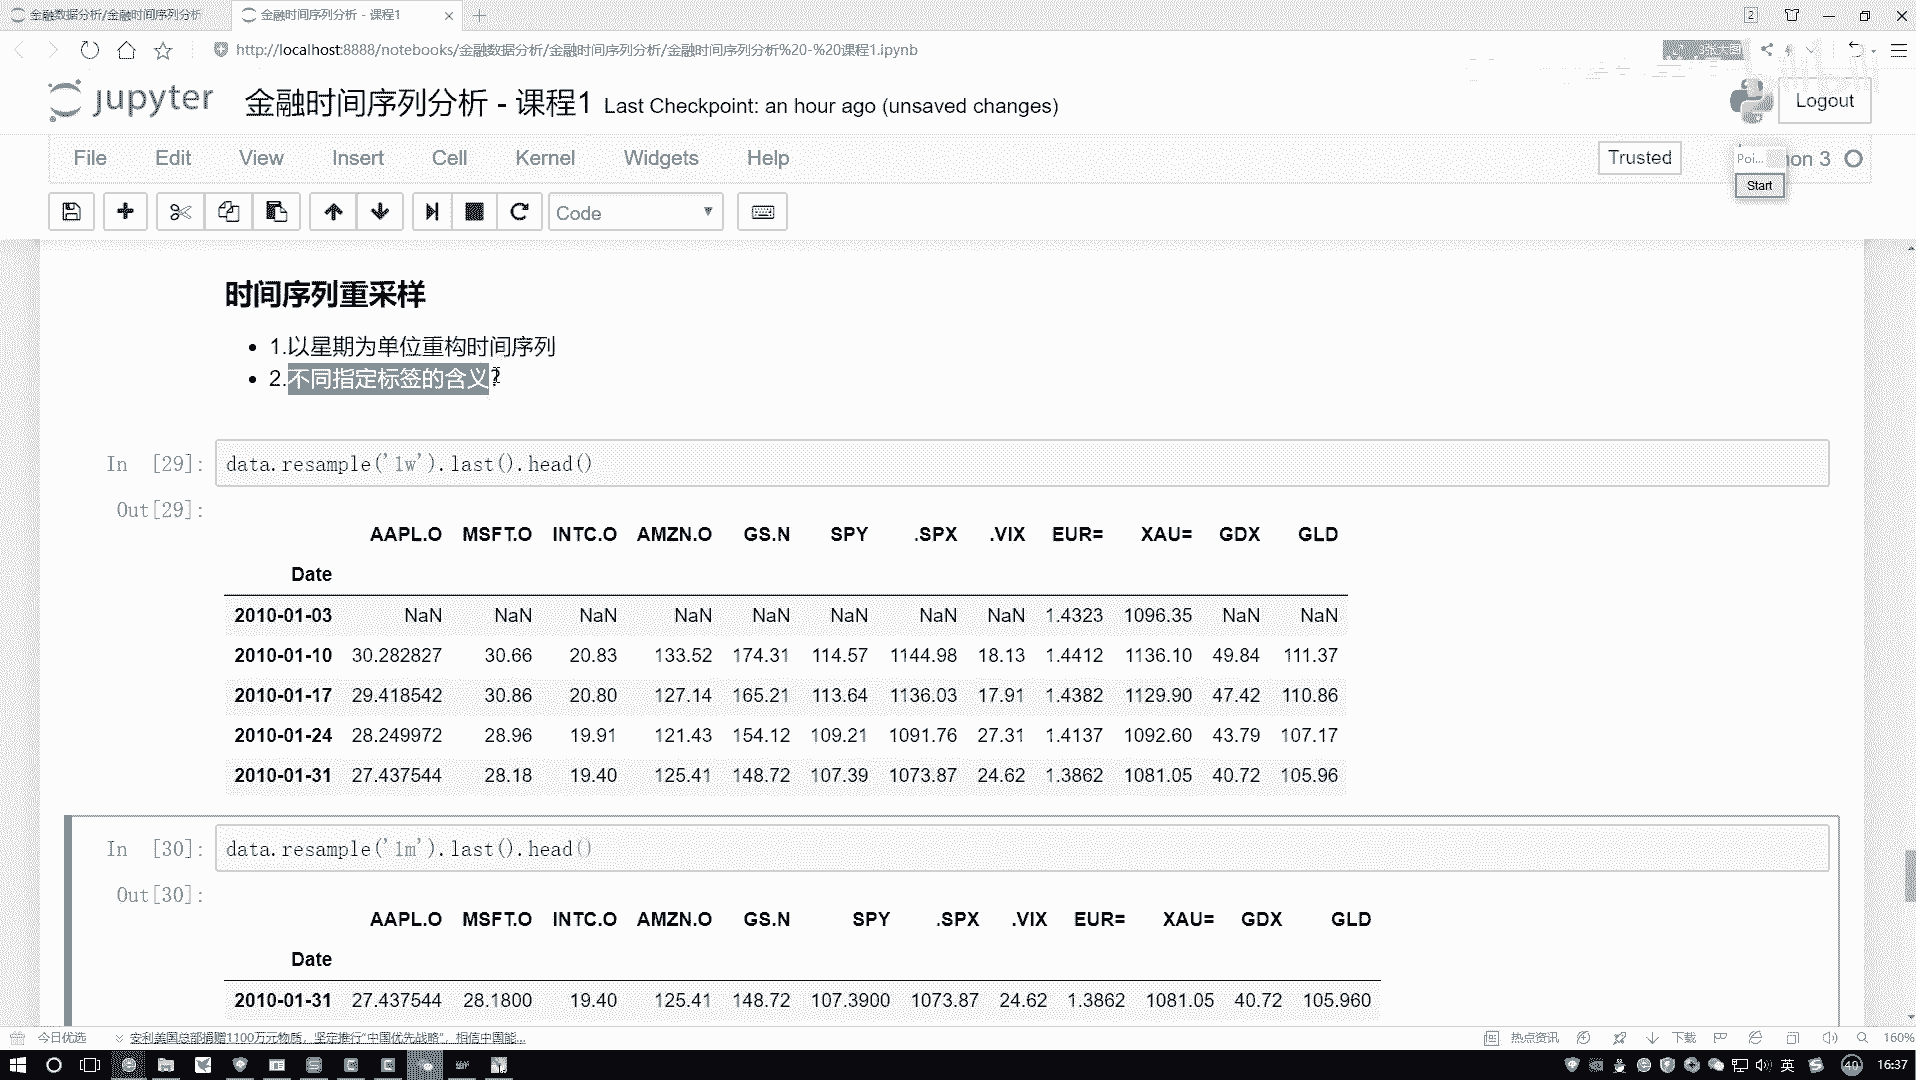 金融数据分析/金融时间序列分析
金融时间序列分析 - 课程1
2
http://localhost:8888/notebooks/金融数据分析/金融时间序列分析/金融时间序列分析%20-%20课程1.ipynb
3张大图
jupyter 金融时间序列分析 - 课程1 Last Checkpoint: an hour ago (unsaved changes)
Logout
File Edit View Insert Cell Kernel Widgets Help
Trusted
Poi... on 3
Start
Code
时间序列重采样
1.以星期为单位重构时间序列
2.不同指定标签的含义?
In [29]: data.resample('1w').last().head()
Out[29]:
AAPL.O MSFT.O INTC.O AMZN.O GS.N SPY .SPX .VIX EUR= XAU= GDX GLD
Date
2010-01-03 NaN NaN NaN NaN NaN NaN NaN NaN 1.4323 1096.35 NaN NaN
2010-01-10 30.282827 30.66 20.83 133.52 174.31 114.57 1144.98 18.13 1.4412 1136.10 49.84 111.37
2010-01-17 29.418542 30.86 20.80 127.14 165.21 113.64 1136.03 17.91 1.4382 1129.90 47.42 110.86
2010-01-24 28.249972 28.96 19.91 121.43 154.12 109.21 1091.76 27.31 1.4137 1092.60 43.79 107.17
2010-01-31 27.437544 28.18 19.40 125.41 148.72 107.39 1073.87 24.62 1.3862 1081.05 40.72 105.96
In [30]: data.resample('1m').last().head()
Out[30]:
AAPL.O MSFT.O INTC.O AMZN.O GS.N SPY .SPX .VIX EUR= XAU= GDX GLD
Date
2010-01-31 27.437544 28.1800 19.40 125.41 148.72 107.3900 1073.87 24.62 1.3862 1081.05 40.72 105.960
今日优选 安利美国总部捐赠1100万元物质，坚定推行“中国优先战略”，相信中国能...
热点资讯 下载 160%
英 40 16:37